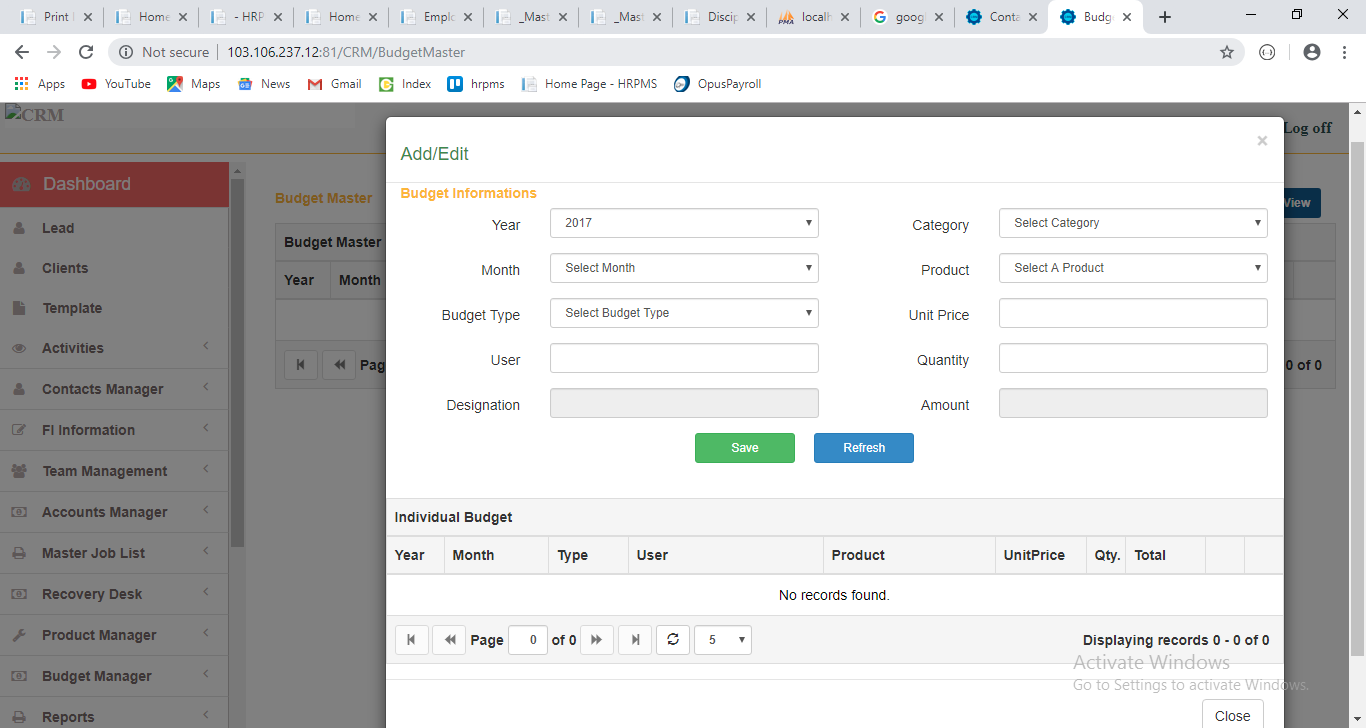 Print
Home
- HRP
Home
Emplo
_Mast
_Mast
Discip
localh
goog
Conta
Budg
Not secure
103.106.237.12:81/CRM/BudgetMaster
Apps YouTube Maps News Gmail Index hrpms Home Page - HRPMS OpusPayroll
CRM
Log off
Dashboard
Lead
Clients
Template
Activities
Contacts Manager
FI Information
Team Management
Accounts Manager
Master Job List
Recovery Desk
Product Manager
Budget Manager
Reports
Budget Master
View
Budget Master
Year Month
Pag
0 of 0
Add/Edit
×
Budget Informations
Year 2017 Category Select Category
Month Select Month Product Select A Product
Budget Type Select Budget Type Unit Price
User Quantity
Designation Amount
Save Refresh
Individual Budget
Year Month Type User Product UnitPrice Qty. Total
No records found.
Page 0 of 0 5 Displaying records 0 - 0 of 0
Activate Windows
Go to Settings to activate Windows.
Close